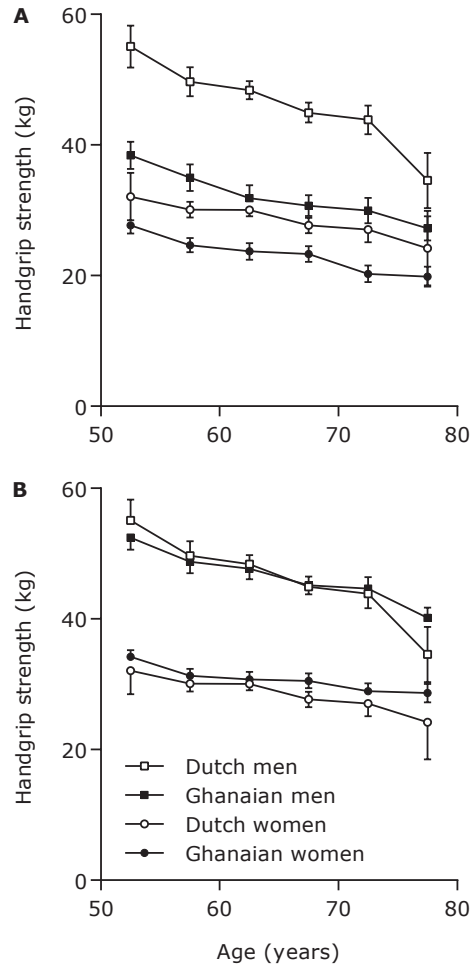 A
60
40
20
0
Handgrip strength (kg)
50 60 70 80
B
60
40
20
0
Handgrip strength (kg)
Dutch men
Ghanaian men
Dutch women
Ghanaian women
50 60 70 80
Age (years)